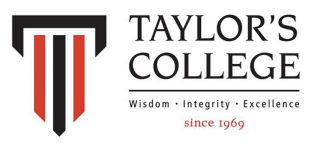 TAYLOR'S
COLLEGE
Wisdom · Integrity · Excellence
since 1969